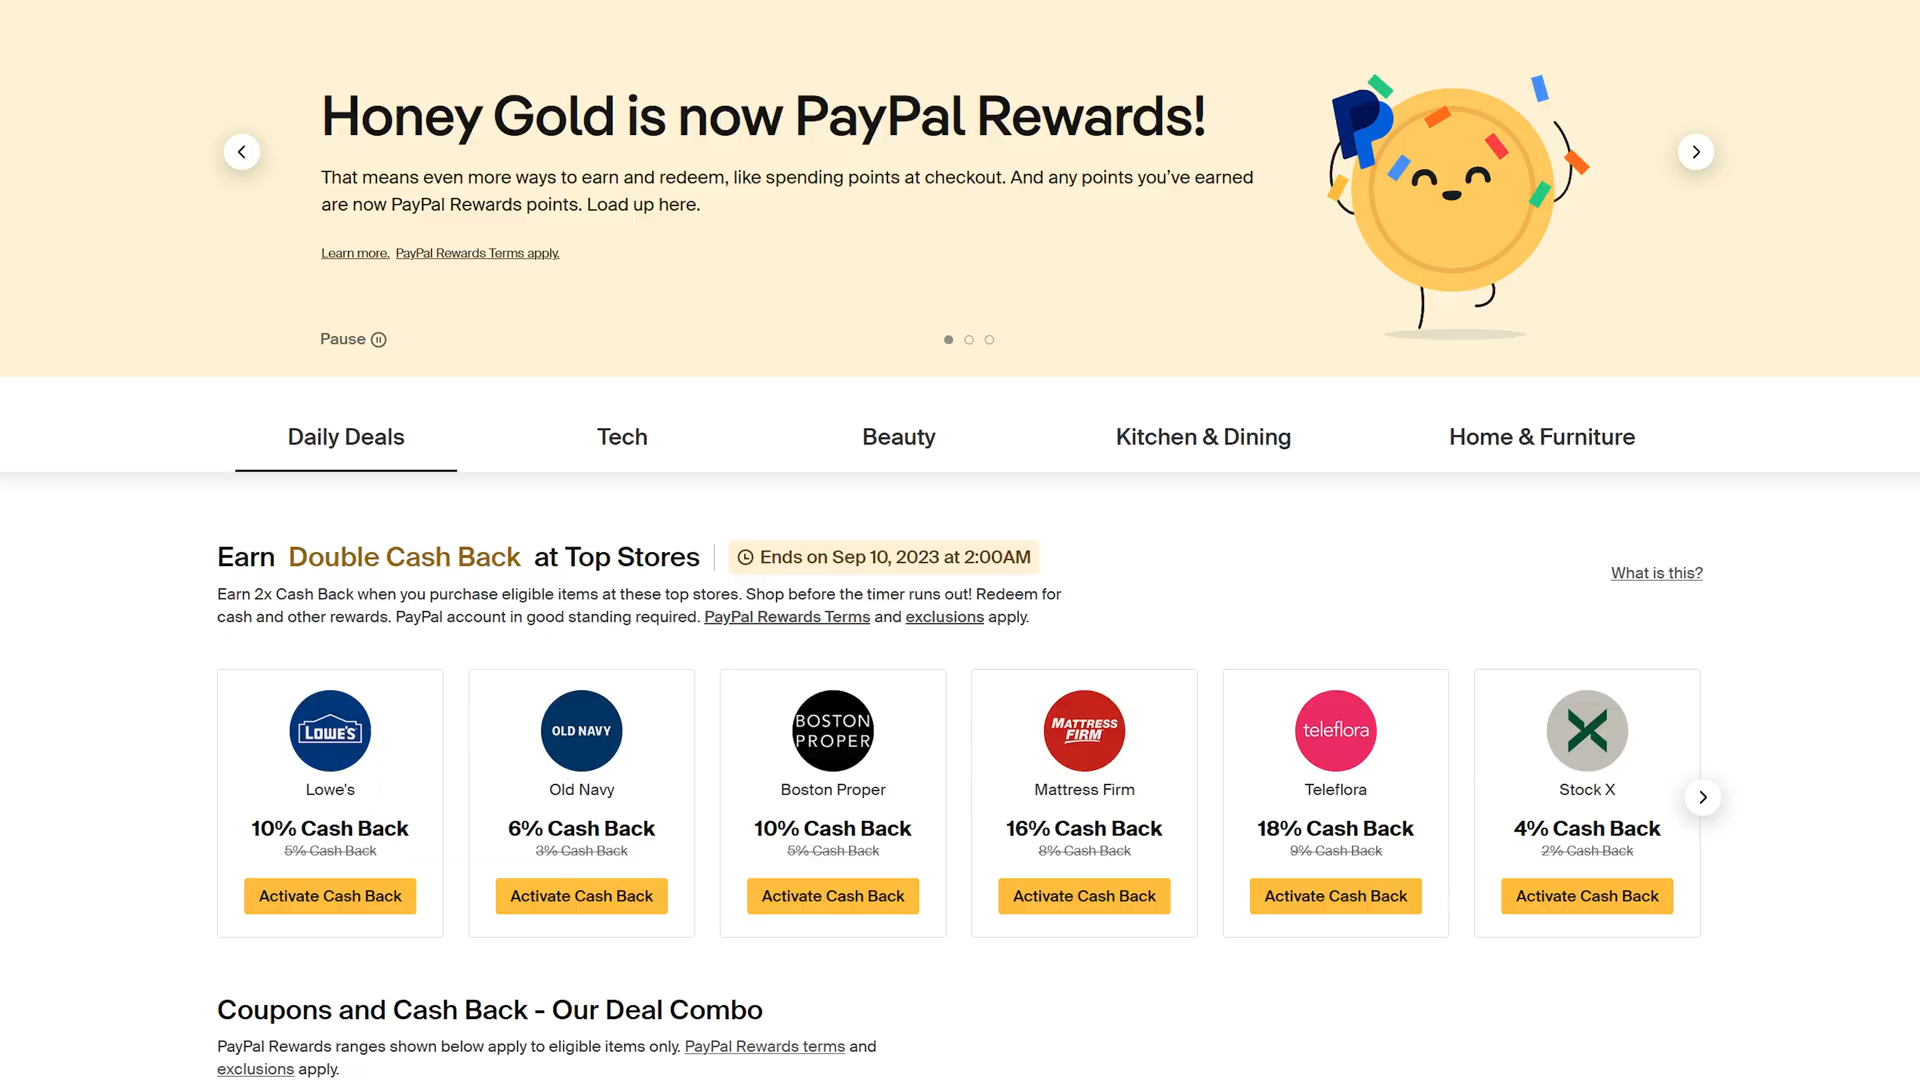 Honey Gold is now PayPal Rewards!
That means even more ways to earn and redeem, like spending points at checkout. And any points you’ve earned
are now PayPal Rewards points. Load up here.
Learn more. PayPal Rewards Terms apply.
Pause
Daily Deals Tech Beauty Kitchen & Dining Home & Furniture
Earn Double Cash Back at Top Stores Ends on Sep 10, 2023 at 2:00AM
What is this?
Earn 2x Cash Back when you purchase eligible items at these top stores. Shop before the timer runs out! Redeem for
cash and other rewards. PayPal account in good standing required. PayPal Rewards Terms and exclusions apply.
LOWE'S
Lowe's
10% Cash Back
5% Cash Back
Activate Cash Back
OLD NAVY
Old Navy
6% Cash Back
3% Cash Back
Activate Cash Back
BOSTON
PROPER
Boston Proper
10% Cash Back
5% Cash Back
Activate Cash Back
MATTRESS
FIRM
Mattress Firm
16% Cash Back
8% Cash Back
Activate Cash Back
teleflora
Teleflora
18% Cash Back
9% Cash Back
Activate Cash Back
Stock X
4% Cash Back
2% Cash Back
Activate Cash Back
Coupons and Cash Back - Our Deal Combo
PayPal Rewards ranges shown below apply to eligible items only. PayPal Rewards terms and
exclusions apply.